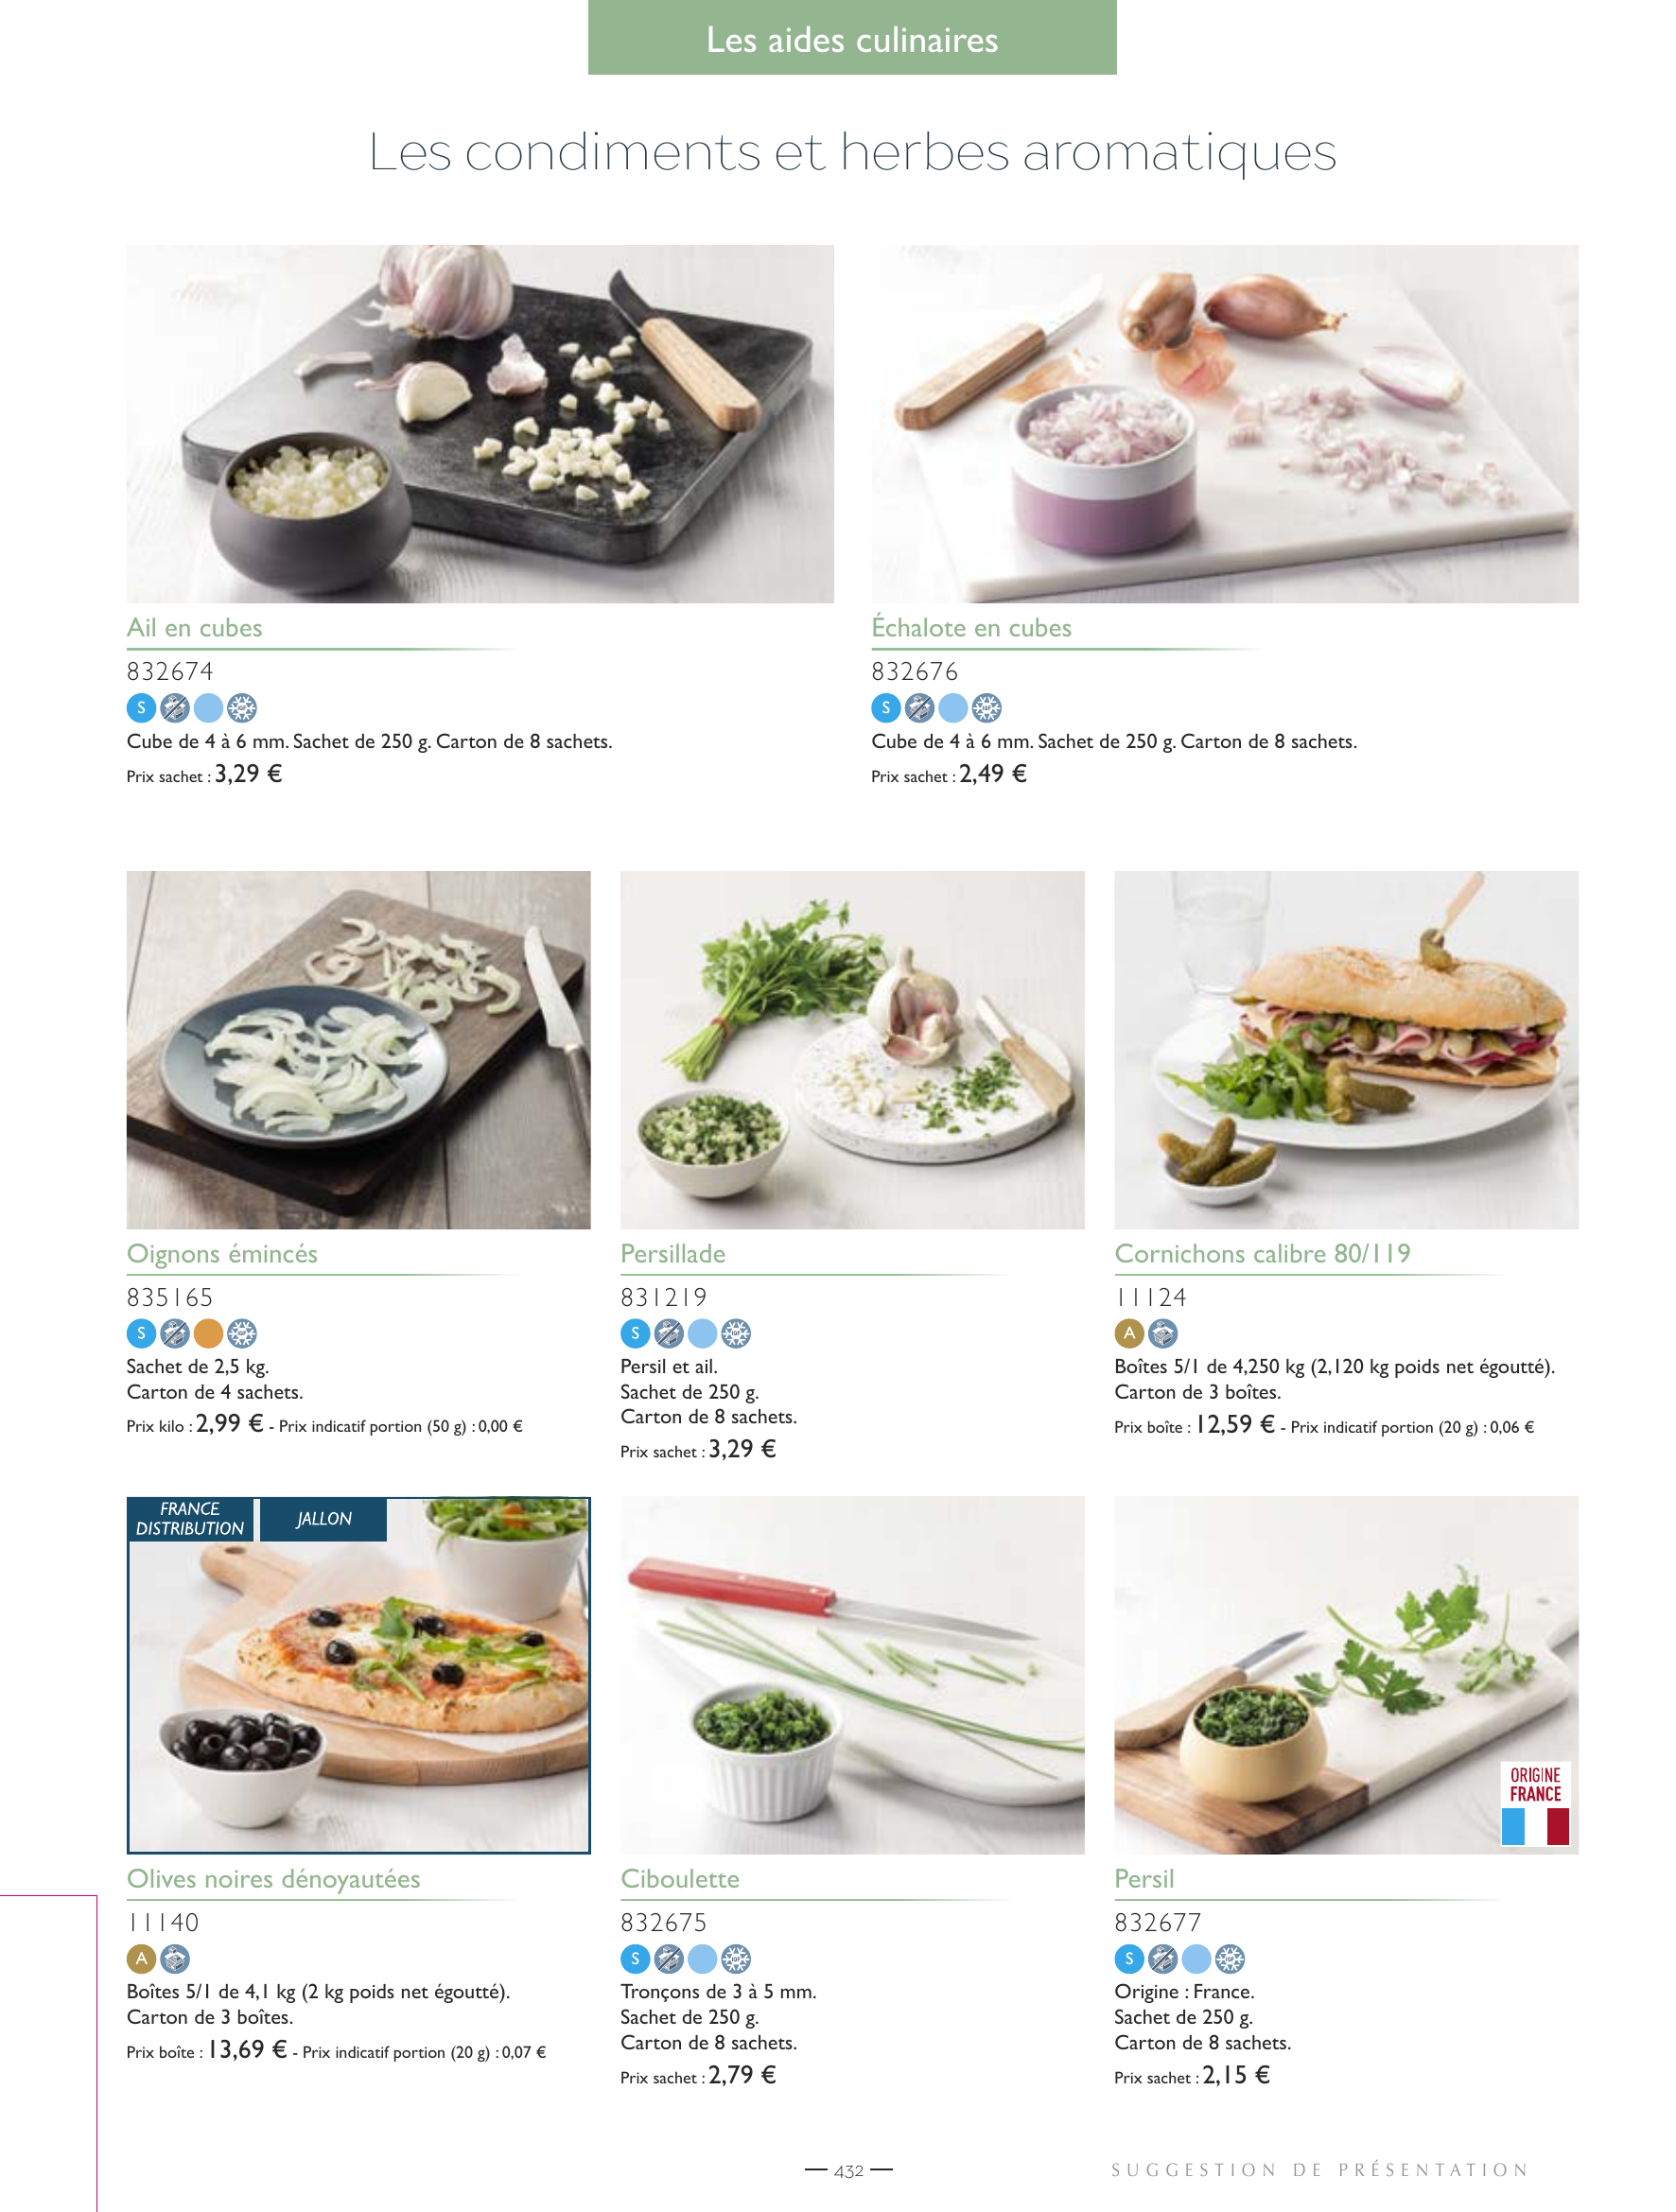 Les aides culinaires
Les condiments et herbes aromatiques
Ail en cubes
832674
S
Cube de 4 à 6 mm. Sachet de 250 g. Carton de 8 sachets.
Prix sachet : 3,29 €
Échalote en cubes
832676
S
Cube de 4 à 6 mm. Sachet de 250 g. Carton de 8 sachets.
Prix sachet : 2,49 €
Oignons émincés
835165
S
Sachet de 2,5 kg.
Carton de 4 sachets.
Prix kilo : 2,99 € - Prix indicatif portion (50 g) : 0,00 €
Persillade
831219
S
Persil et ail.
Sachet de 250 g.
Carton de 8 sachets.
Prix sachet : 3,29 €
Cornichons calibre 80/119
11124
A
Boîtes 5/1 de 4,250 kg (2,120 kg poids net égoutté).
Carton de 3 boîtes.
Prix boîte : 12,59 € - Prix indicatif portion (20 g) : 0,06 €
FRANCE
DISTRIBUTION
JALLON
Olives noires dénoyautées
11140
A
Boîtes 5/1 de 4,1 kg (2 kg poids net égoutté).
Carton de 3 boîtes.
Prix boîte : 13,69 € - Prix indicatif portion (20 g) : 0,07 €
Ciboulette
832675
S
Tronçons de 3 à 5 mm.
Sachet de 250 g.
Carton de 8 sachets.
Prix sachet : 2,79 €
ORIGINE
FRANCE
Persil
832677
S
Origine : France.
Sachet de 250 g.
Carton de 8 sachets.
Prix sachet : 2,15 €
432
SUGGESTION DE PRÉSENTATION